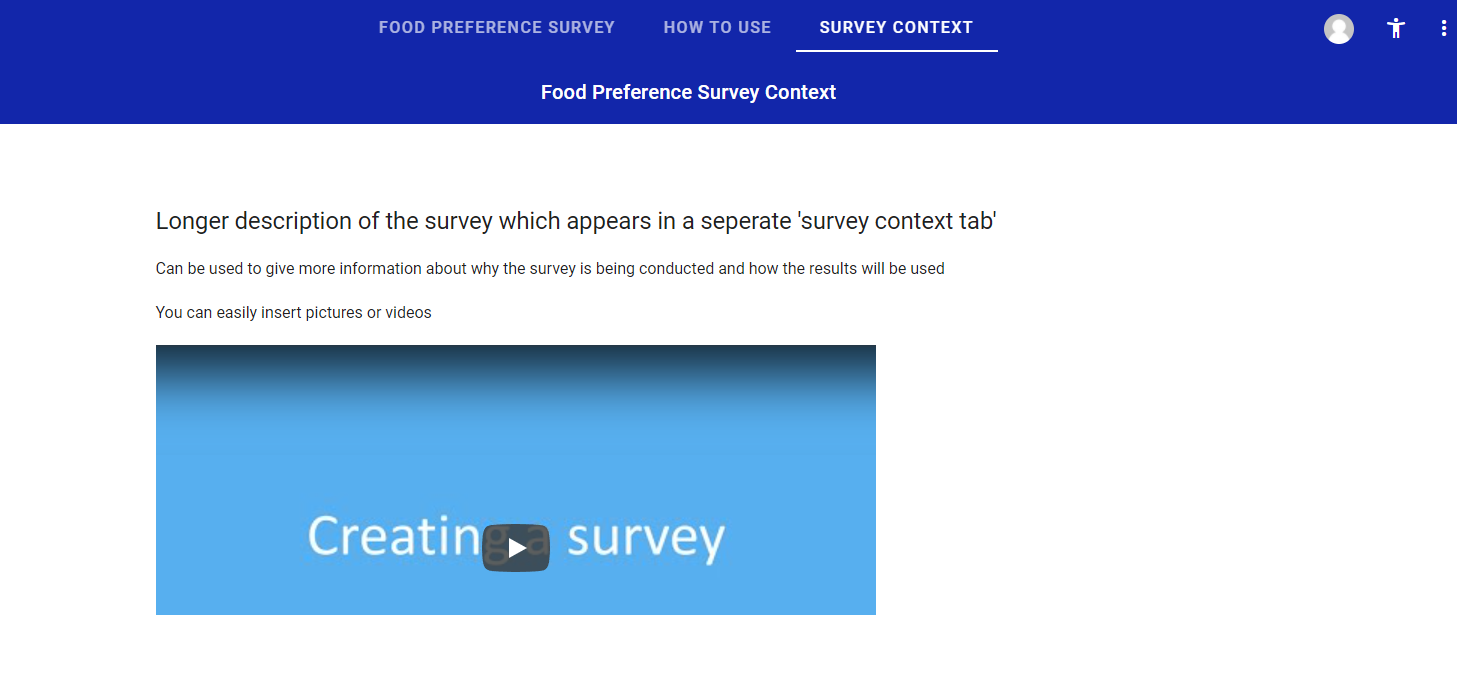 FOOD PREFERENCE SURVEY HOW TO USE SURVEY CONTEXT
Food Preference Survey Context
Longer description of the survey which appears in a seperate 'survey context tab'
Can be used to give more information about why the survey is being conducted and how the results will be used
You can easily insert pictures or videos
Creating a survey